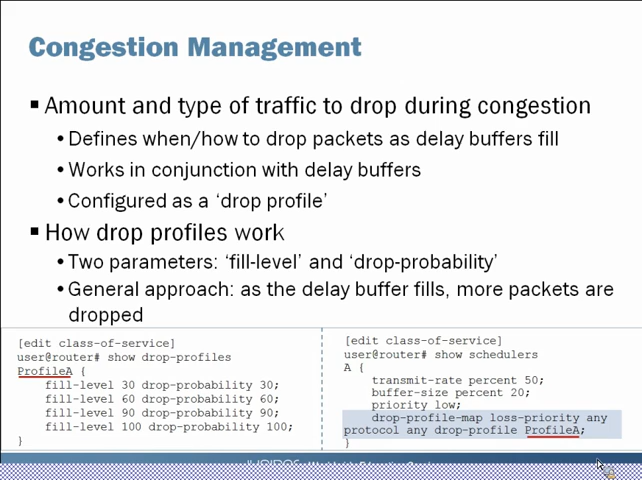 Congestion Management
▪ Amount and type of traffic to drop during congestion
• Defines when/how to drop packets as delay buffers fill
• Works in conjunction with delay buffers
• Configured as a ‘drop profile’
▪ How drop profiles work
• Two parameters: ‘fill-level’ and ‘drop-probability’
• General approach: as the delay buffer fills, more packets are
dropped
[edit class-of-service]
user@router# show drop-profiles
ProfileA {
fill-level 30 drop-probability 30;
fill-level 60 drop-probability 60;
fill-level 90 drop-probability 90;
fill-level 100 drop-probability 100;
}
[edit class-of-service]
user@router# show schedulers
A {
transmit-rate percent 50;
buffer-size percent 20;
priority low;
drop-profile-map loss-priority any
protocol any drop-profile ProfileA;
}